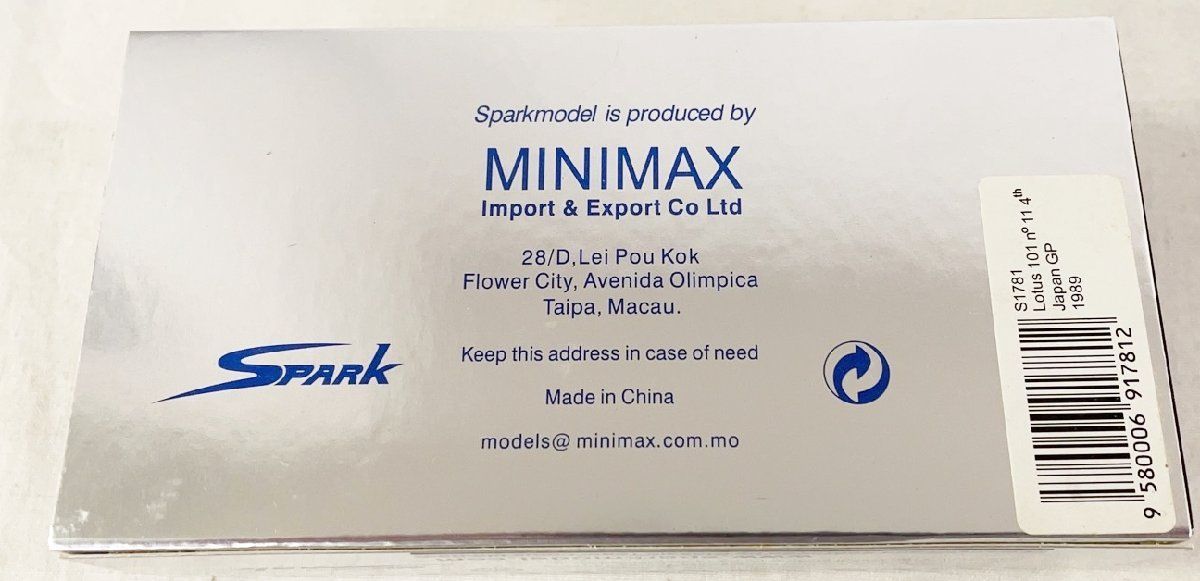 Sparkmodel is produced by
MINIMAX
Import & Export Co Ltd
28/D,Lei Pou Kok
Flower City, Avenida Olimpica
Taipa, Macau.
SPARK
Keep this address in case of need
Made in China
models@ minimax.com.mo
S1781
Lotus 101 nº 11 4th
Japan GP
1989
9 580006 917812